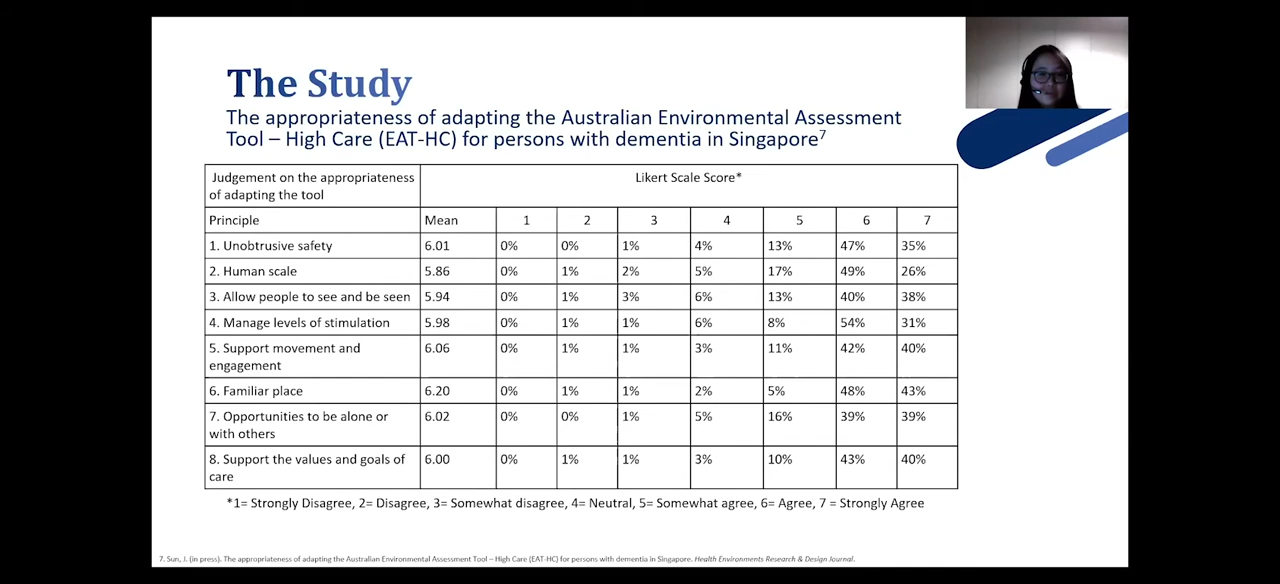 The Study
The appropriateness of adapting the Australian Environmental Assessment
Tool – High Care (EAT-HC) for persons with dementia in Singapore7
Judgement on the appropriateness
of adapting the tool
Likert Scale Score*
Principle Mean 1 2 3 4 5 6 7
1. Unobtrusive safety 6.01 0% 0% 1% 4% 13% 47% 35%
2. Human scale 5.86 0% 1% 2% 5% 17% 49% 26%
3. Allow people to see and be seen 5.94 0% 1% 3% 6% 13% 40% 38%
4. Manage levels of stimulation 5.98 0% 1% 1% 6% 8% 54% 31%
5. Support movement and
engagement
6.06 0% 1% 1% 3% 11% 42% 40%
6. Familiar place 6.20 0% 1% 1% 2% 5% 48% 43%
7. Opportunities to be alone or
with others
6.02 0% 0% 1% 5% 16% 39% 39%
8. Support the values and goals of
care
6.00 0% 1% 1% 3% 10% 43% 40%
*1= Strongly Disagree, 2= Disagree, 3= Somewhat disagree, 4= Neutral, 5= Somewhat agree, 6= Agree, 7 = Strongly Agree
7. Sun, J. (in press). The appropriateness of adapting the Australian Environmental Assessment Tool – High Care (EAT-HC) for persons with dementia in Singapore. Health Environments Research & Design Journal.